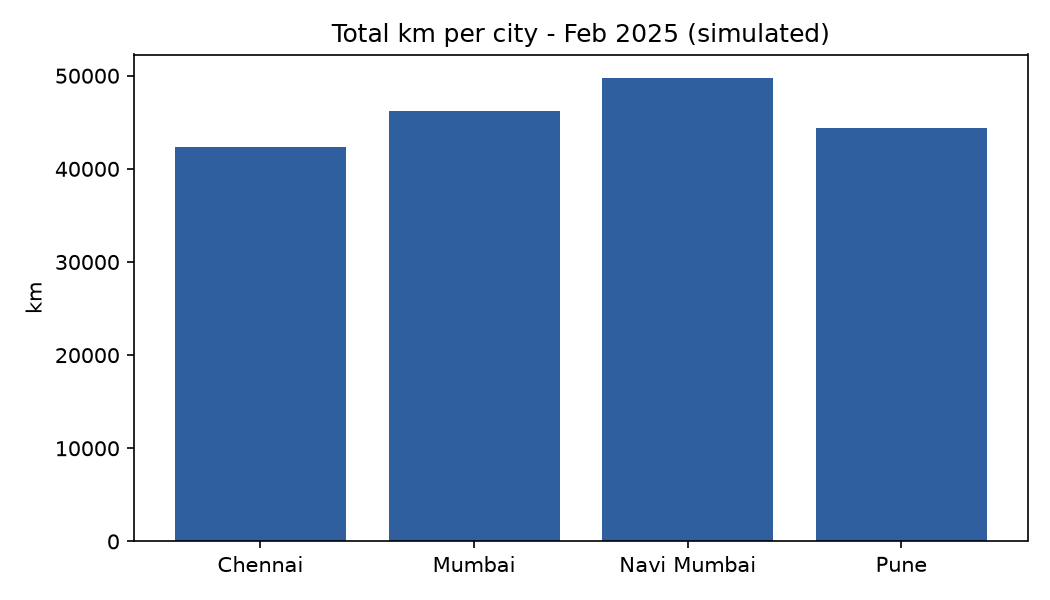 Total km per city - Feb 2025 (simulated)
50000
40000
30000
20000
10000
0
km
Chennai
Mumbai
Navi Mumbai
Pune